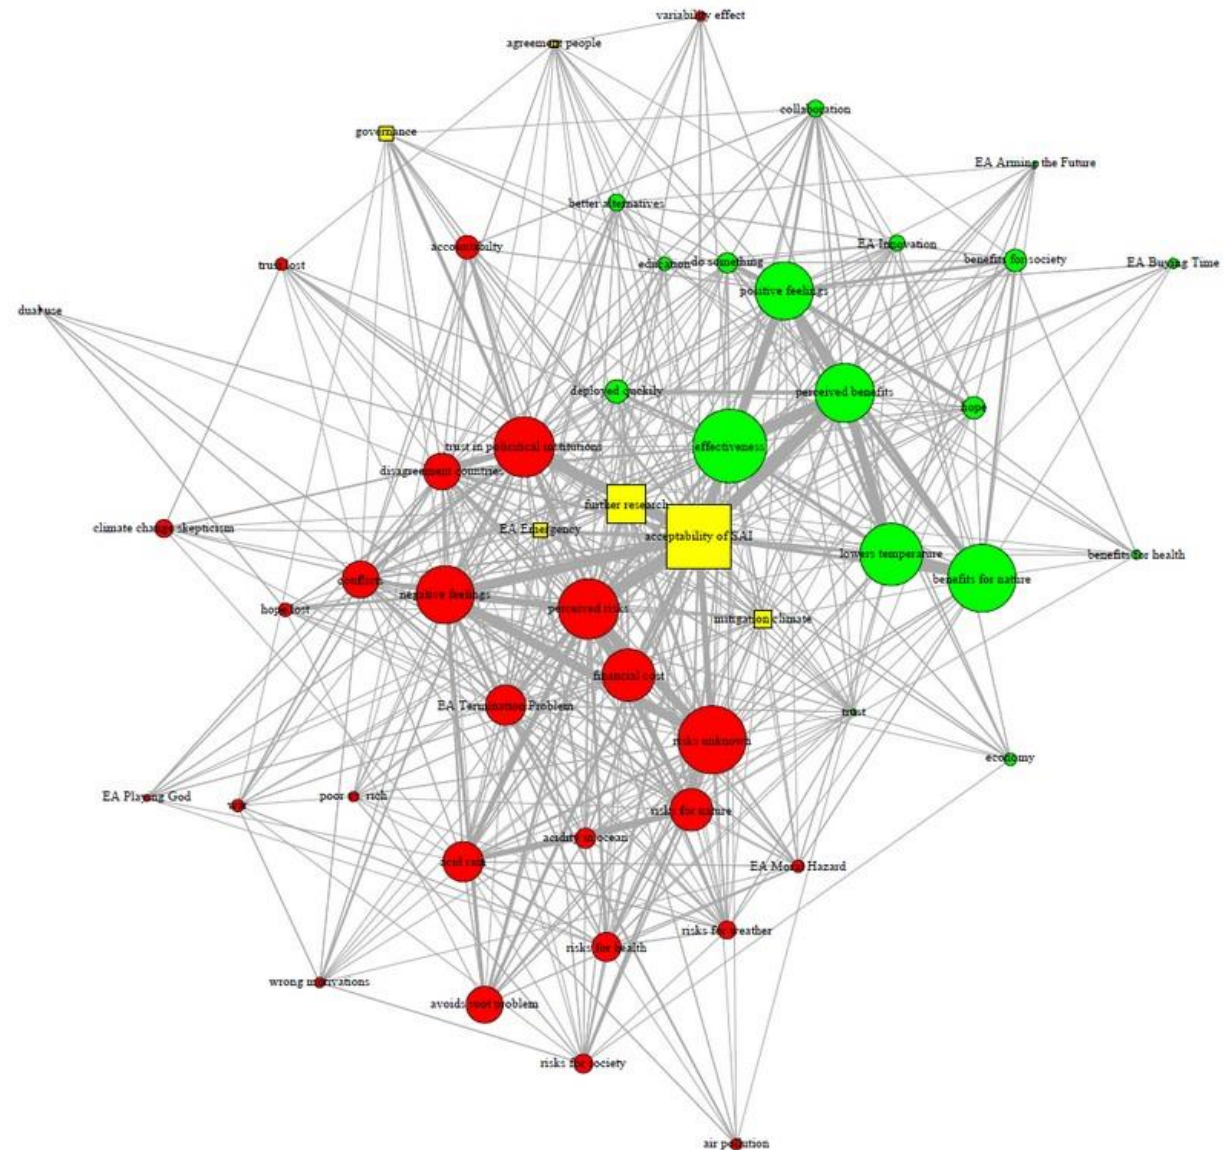 variability effect
agreement people
collaboration
governance
EA Arming the Future
better alternatives
accountabilty
EA Innovation
education
do something
benefits for society
EA Buying Time
trust lost
positive feelings
dual use
deployed quckily
perceived benefits
hope
trust in policitical institutions
effectiveness
disagreement countries
further research
climate change skepticism
EA Emergency
acceptability of SAI
lowers temperature
benefits for health
conflicts
negative feelings
benefits for nature
hope lost
perceived risks
mitigation climate
financial cost
EA Termination Problem
trust
risks unknown
economy
EA Playing God
war
poor vs. rich
risks for nature
acidity in ocean
acid rain
EA Moral Hazard
risks for weather
risks for health
wrong motivations
avoids root problem
risks for society
air pollution